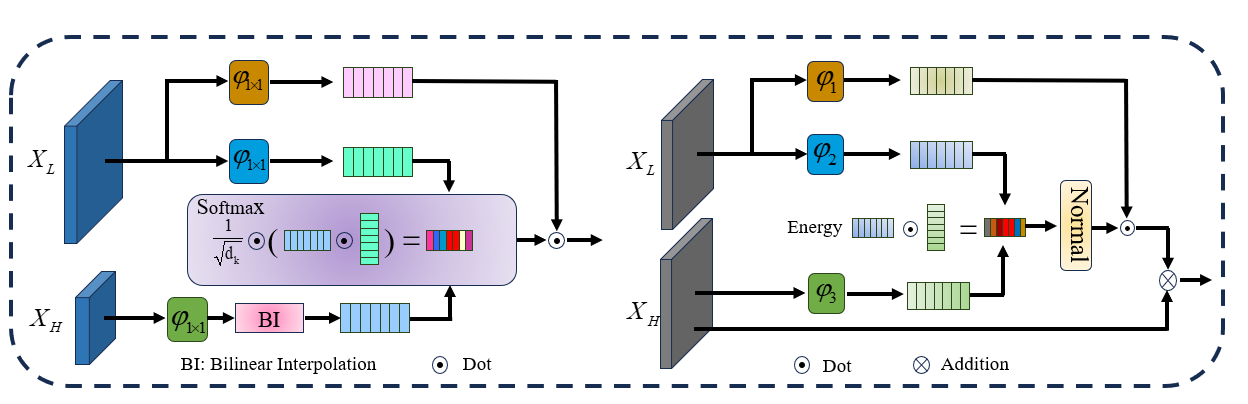 φ1×1
X_L
φ1×1
Softmax
1/√d_k ⊙ ( ⊙ ) =
X_H
φ1×1
BI
BI: Bilinear Interpolation
⊙ Dot
φ1
X_L
φ2
Energy ⊙ =
Normal
φ3
X_H
⊙ Dot
⊗ Addition